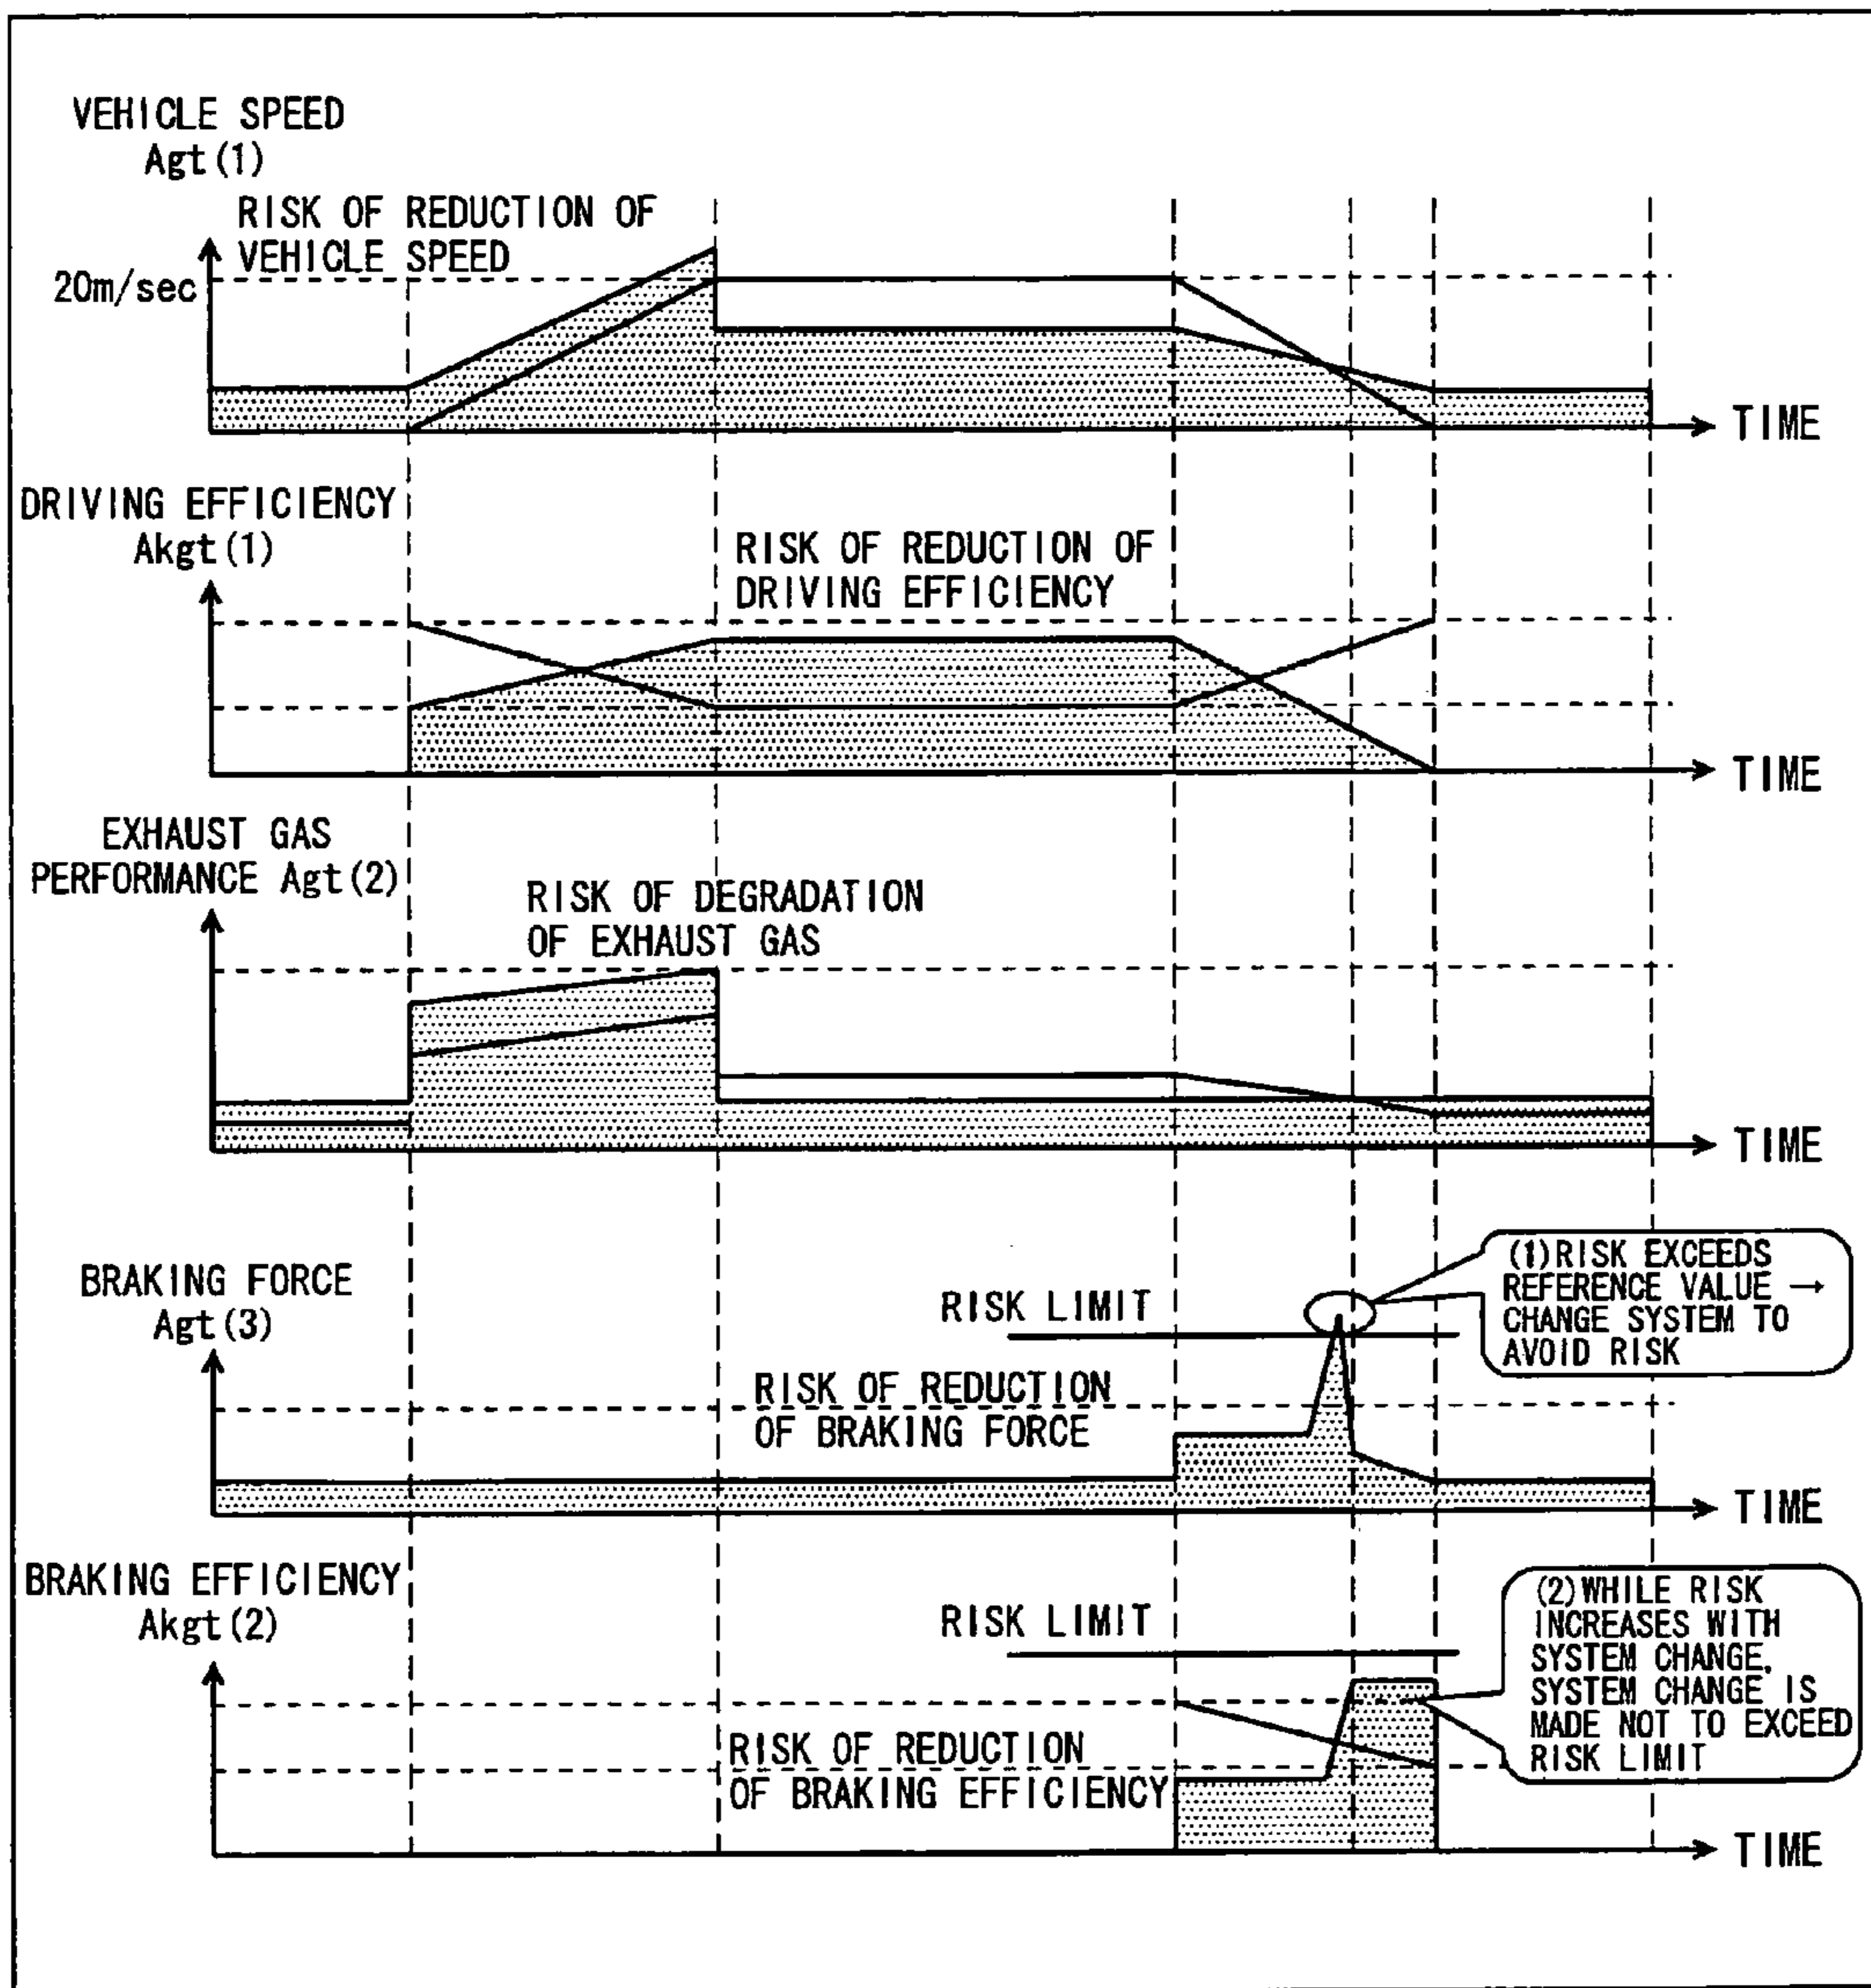 VEHICLE SPEED
Agt(1)
RISK OF REDUCTION OF
VEHICLE SPEED
20m/sec
TIME
DRIVING EFFICIENCY
Akgt(1)
RISK OF REDUCTION OF
DRIVING EFFICIENCY
TIME
EXHAUST GAS
PERFORMANCE Agt(2)
RISK OF DEGRADATION
OF EXHAUST GAS
TIME
BRAKING FORCE
Agt(3)
RISK LIMIT
(1)RISK EXCEEDS
REFERENCE VALUE →
CHANGE SYSTEM TO
AVOID RISK
RISK OF REDUCTION
OF BRAKING FORCE
TIME
BRAKING EFFICIENCY
Akgt(2)
RISK LIMIT
(2)WHILE RISK
INCREASES WITH
SYSTEM CHANGE,
SYSTEM CHANGE IS
MADE NOT TO EXCEED
RISK LIMIT
RISK OF REDUCTION
OF BRAKING EFFICIENCY
TIME